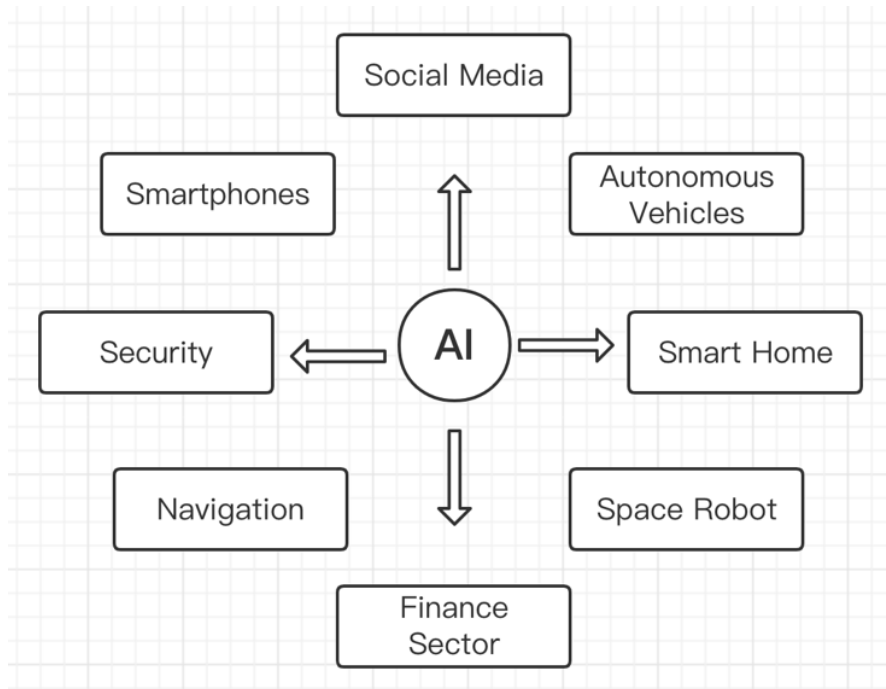 Social Media
Smartphones
Autonomous
Vehicles
Security
AI
Smart Home
Navigation
Space Robot
Finance
Sector